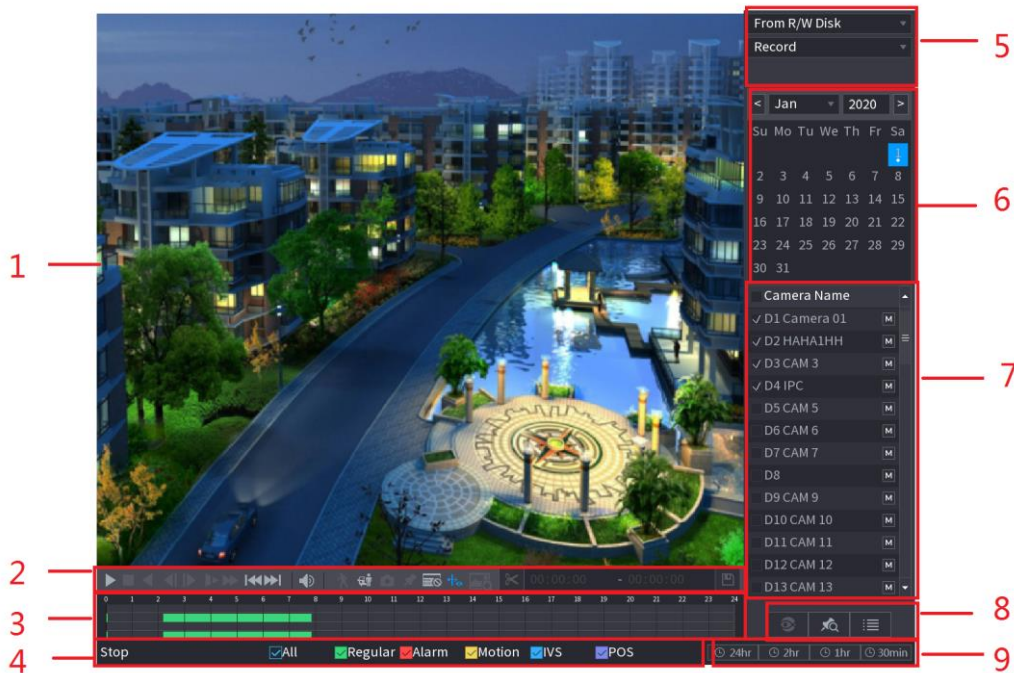 From R/W Disk
Record
5
< Jan 2020 >
Su Mo Tu We Th Fr Sa
1
2 3 4 5 6 7 8
9 10 11 12 13 14 15
16 17 18 19 20 21 22
23 24 25 26 27 28 29
30 31
6
1
Camera Name
D1 Camera 01 M
D2 HAHA1HH M
D3 CAM 3 M
D4 IPC M
D5 CAM 5 M
D6 CAM 6 M
D7 CAM 7 M
D8 M
D9 CAM 9 M
D10 CAM 10 M
D11 CAM 11 M
D12 CAM 12 M
D13 CAM 13 M
7
2
00:00:00 - 00:00:00
0 1 2 3 4 5 6 7 8 9 10 11 12 13 14 15 16 17 18 19 20 21 22 23 24
3
8
4
Stop All Regular Alarm Motion IVS POS
24hr 2hr 1hr 30min
9